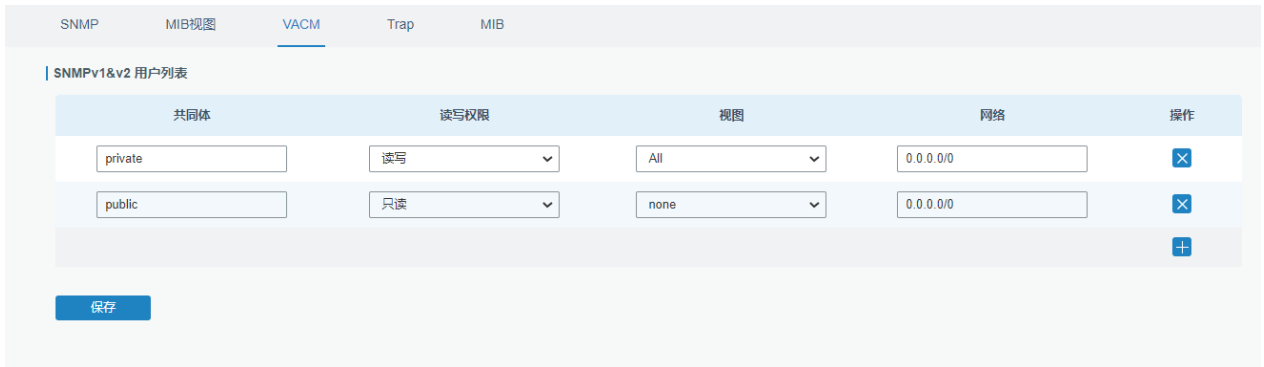 SNMP MIB视图 VACM Trap MIB
SNMPv1&v2 用户列表
共同体 读写权限 视图 网络 操作
private 读写 All 0.0.0.0/0
public 只读 none 0.0.0.0/0
保存